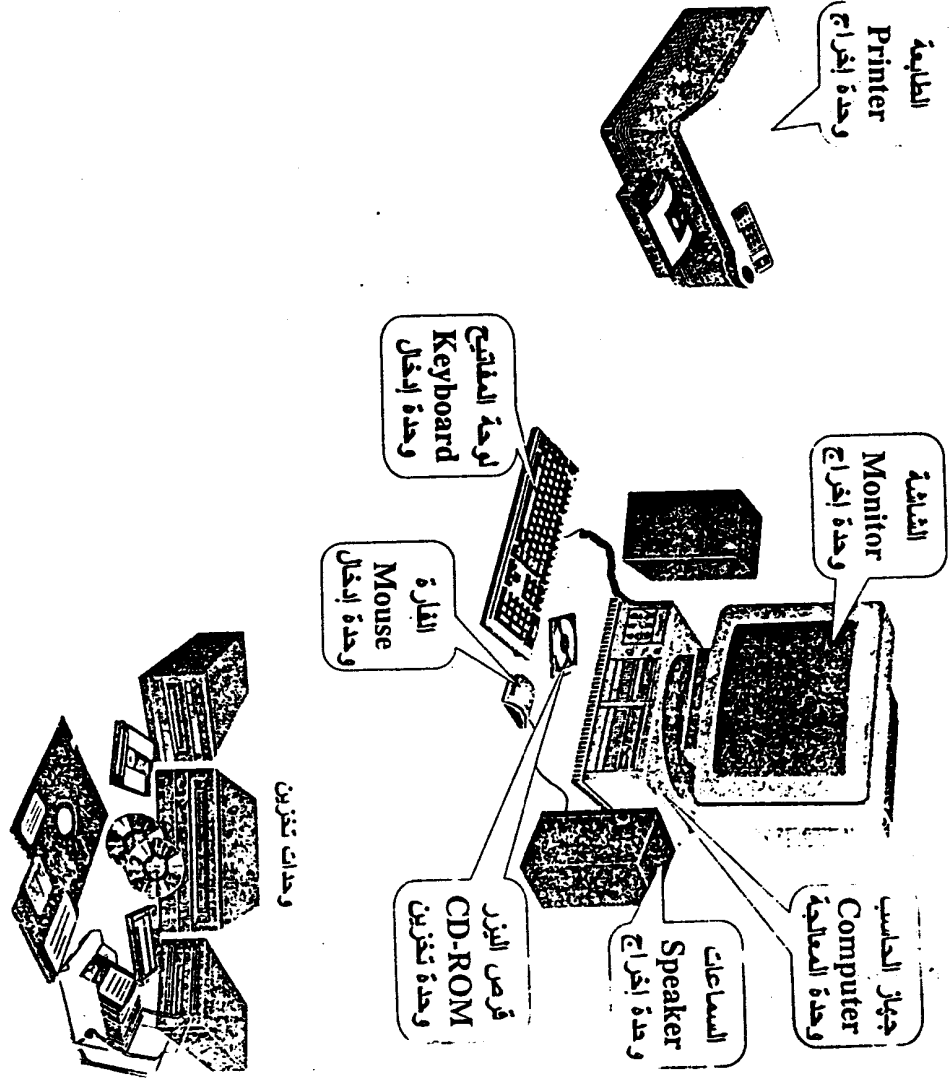 الطابعة
Printer
وحدة إخراج
الشاشة
Monitor
وحدة إخراج
لوحة المفاتيح
Keyboard
وحدة إدخال
الفارة
Mouse
وحدة إدخال
جهاز الحاسب
Computer
وحدة المعالجة
السماعات
Speaker
وحدة إخراج
قرص الليزر
CD-ROM
وحدة تخزين
وحدات تخزين